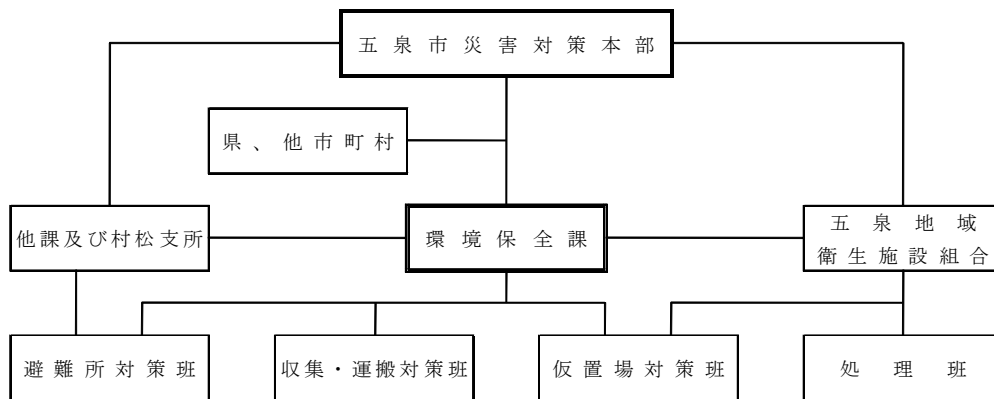 五泉市災害対策本部
県、他市町村
他課及び村松支所
環境保全課
五泉地域
衛生施設組合
避難所対策班
収集・運搬対策班
仮置場対策班
処理班